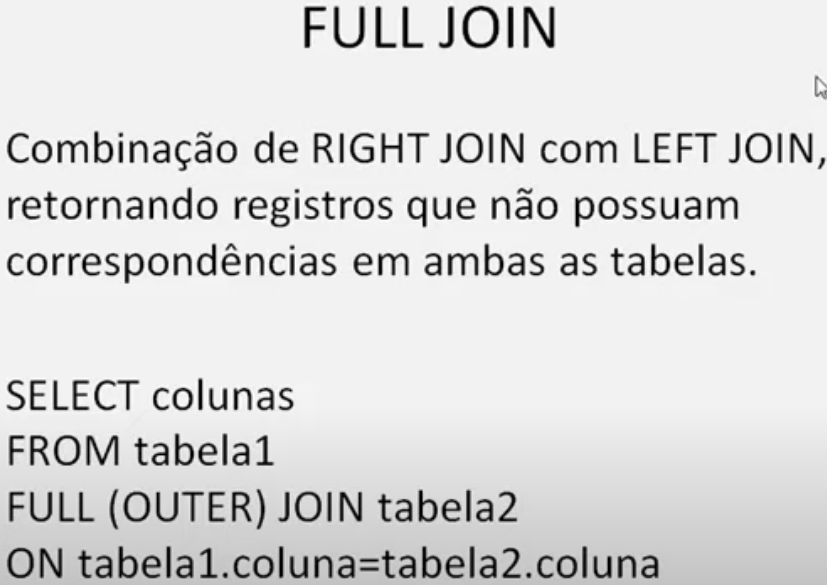 FULL JOIN
Combinação de RIGHT JOIN com LEFT JOIN,
retornando registros que não possuam
correspondências em ambas as tabelas.
SELECT colunas
FROM tabela1
FULL (OUTER) JOIN tabela2
ON tabela1.coluna=tabela2.coluna